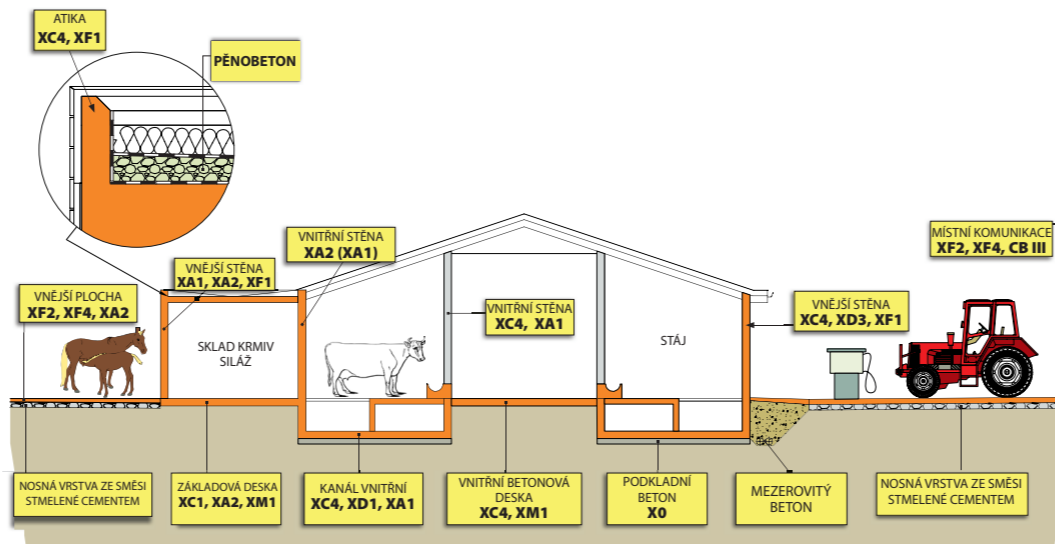 ATIKA
XC4, XF1
PĚNOBETON
VNITŘNÍ STĚNA
XA2 (XA1)
MÍSTNÍ KOMUNIKACE
XF2, XF4, CB III
VNĚJŠÍ STĚNA
XA1, XA2, XF1
VNĚJŠÍ PLOCHA
XF2, XF4, XA2
VNITŘNÍ STĚNA
XC4, XA1
VNĚJŠÍ STĚNA
XC4, XD3, XF1
SKLAD KRMIV
SILÁŽ
STÁJ
NOSNÁ VRSTVA ZE SMĚSI
STMELENÉ CEMENTEM
ZÁKLADOVÁ DESKA
XC1, XA2, XM1
KANÁL VNITŘNÍ
XC4, XD1, XA1
VNITŘNÍ BETONOVÁ
DESKA
XC4, XM1
PODKLADNÍ
BETON
X0
MEZEROVITÝ
BETON
NOSNÁ VRSTVA ZE SMĚSI
STMELENÉ CEMENTEM